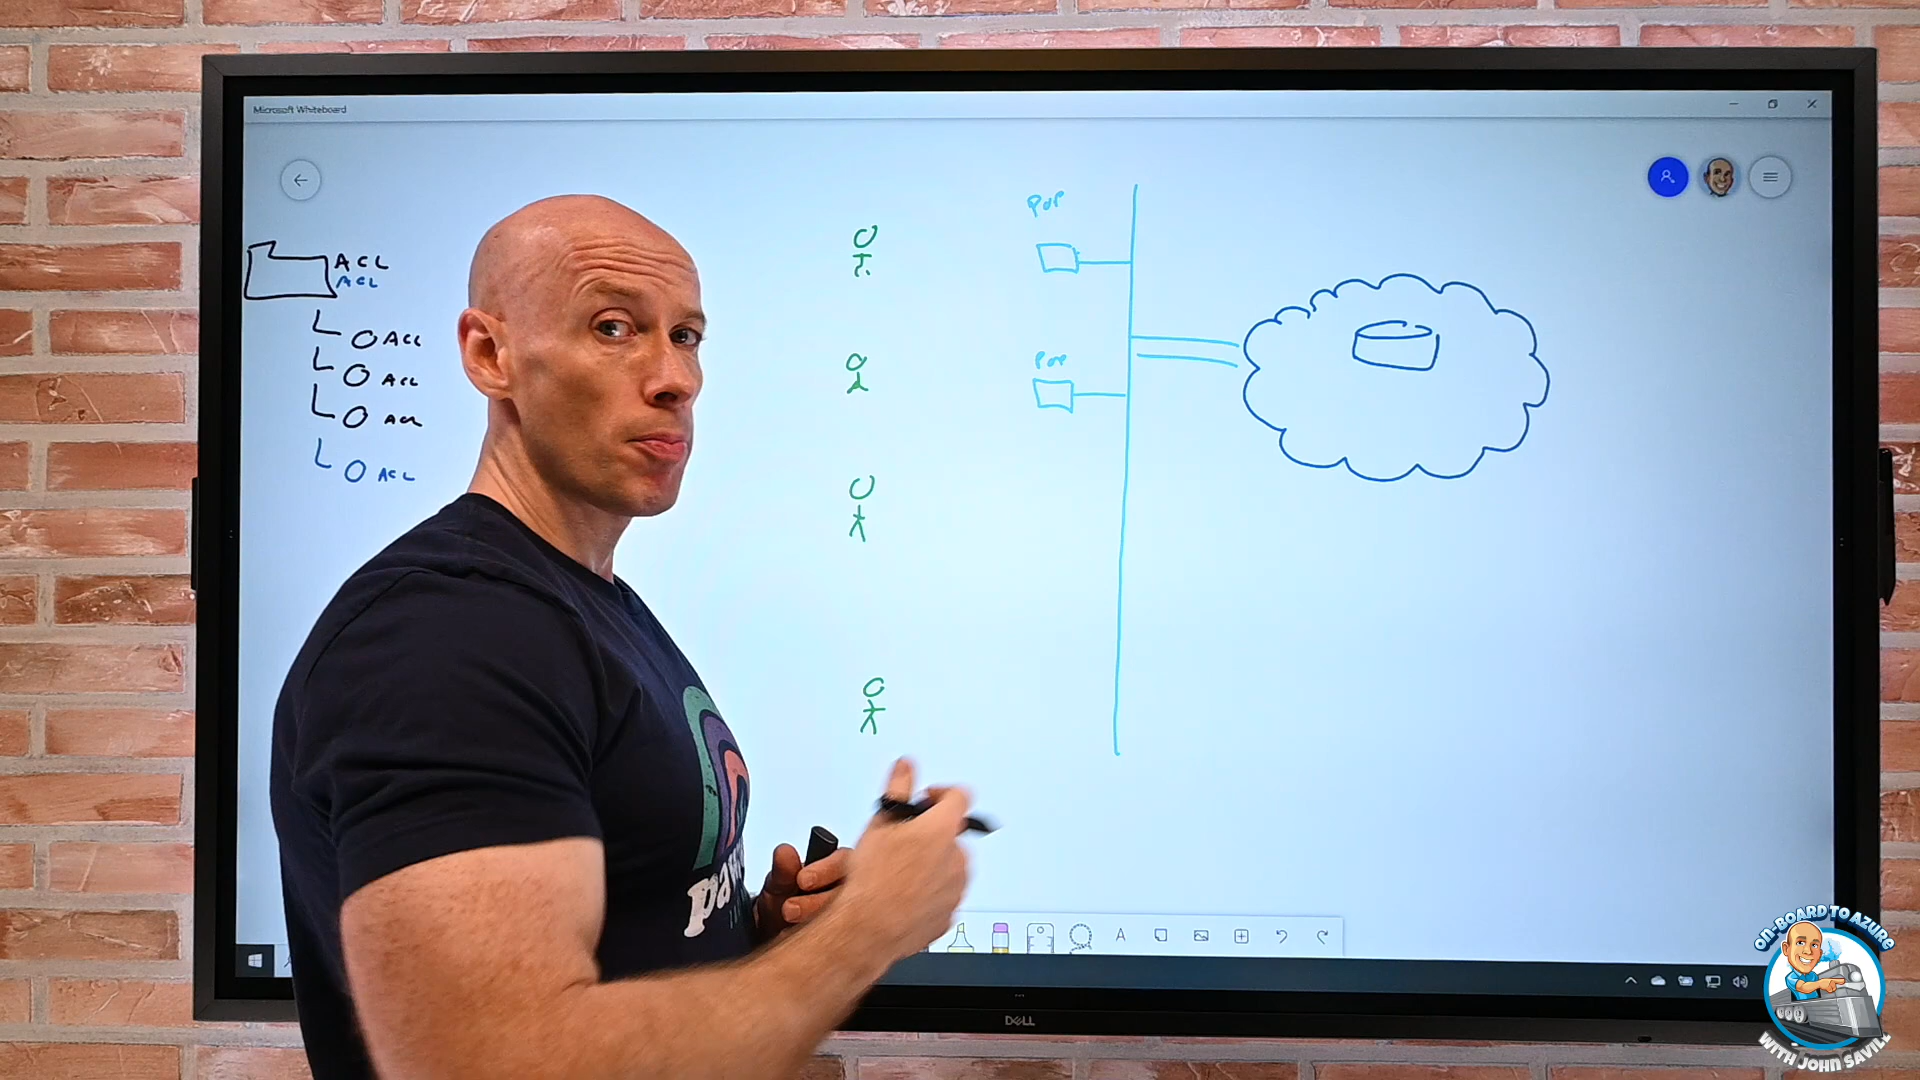 Microsoft Whiteboard
ACL
ACL
ACL
ACL
ACL
ACL
PoP
PoP
A
DELL
ON-BOARD TO AZURE
WITH JOHN SAVILL